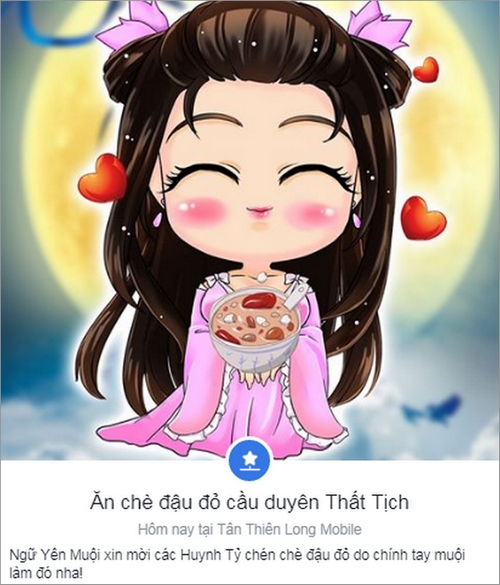 Ăn chè đậu đỏ cầu duyên Thất Tịch
Hôm nay tại Tân Thiên Long Mobile
Ngữ Yên Muội xin mời các Huynh Tỷ chén chè đậu đỏ do chính tay muội
làm đó nha!